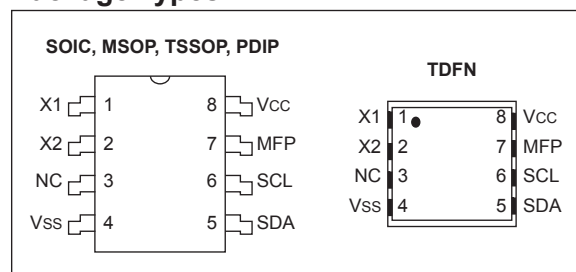 SOIC, MSOP, TSSOP, PDIP
X1 1 8 VCC
X2 2 7 MFP
NC 3 6 SCL
VSS 4 5 SDA
TDFN
X1 1 8 VCC
X2 2 7 MFP
NC 3 6 SCL
VSS 4 5 SDA